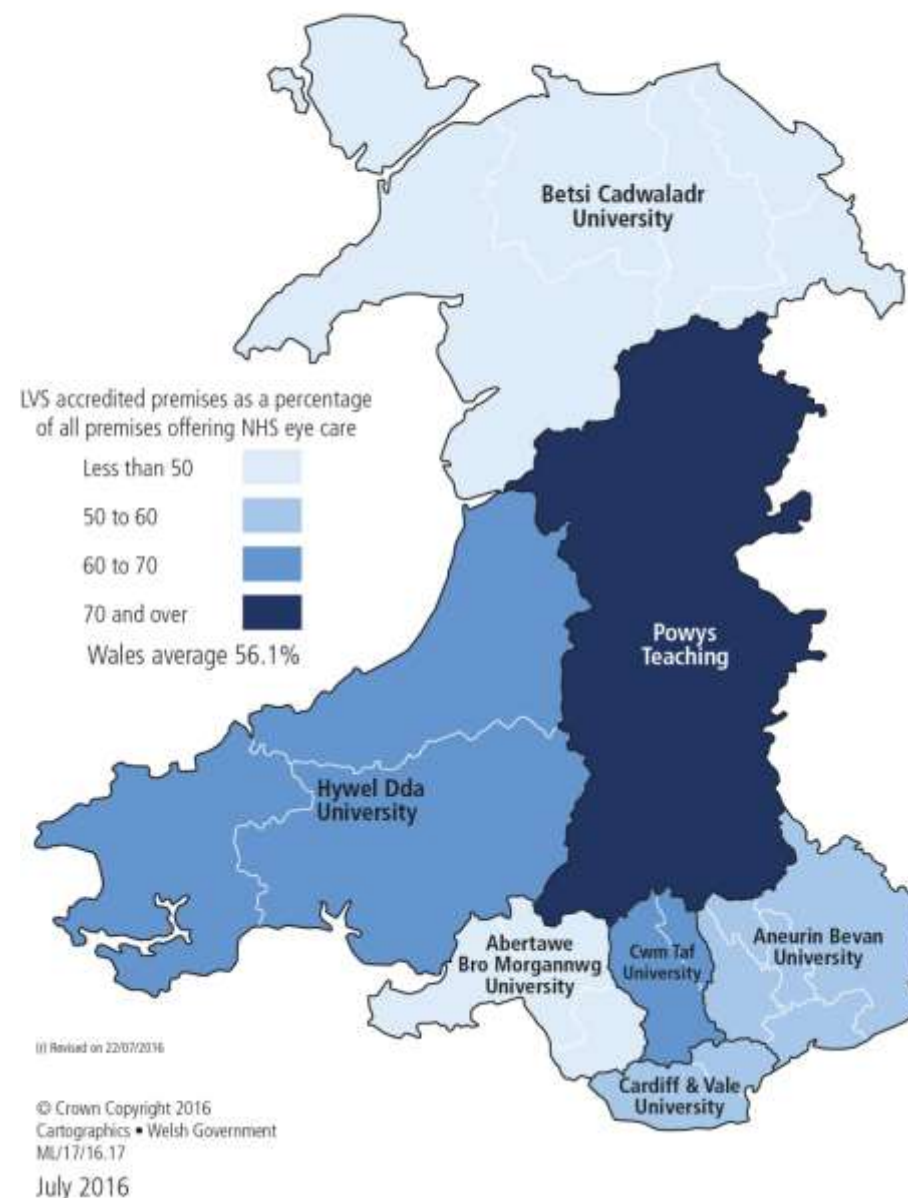 Betsi Cadwaladr
University
LVS accredited premises as a percentage
of all premises offering NHS eye care
Less than 50
50 to 60
60 to 70
70 and over
Wales average 56.1%
Powys
Teaching
Hywel Dda
University
Abertawe
Bro Morgannwg
University
Cwm Taf
University
Aneurin Bevan
University
Cardiff & Vale
University
(r) Revised on 22/07/2016
© Crown Copyright 2016
Cartographics ▪ Welsh Government
ML/17/16.17
July 2016